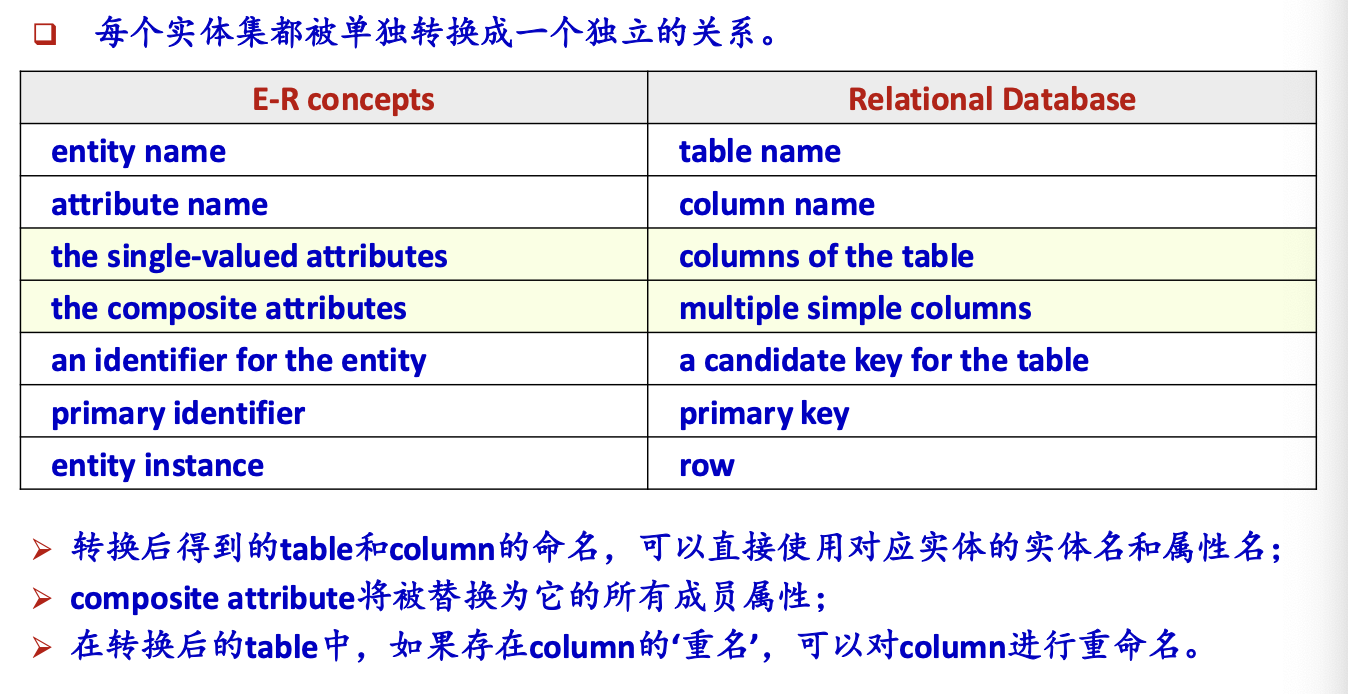 每个实体集都被单独转换成一个独立的关系。
E-R concepts Relational Database
entity name table name
attribute name column name
the single-valued attributes columns of the table
the composite attributes multiple simple columns
an identifier for the entity a candidate key for the table
primary identifier primary key
entity instance row
转换后得到的table和column的命名，可以直接使用对应实体的实体名和属性名；
composite attribute将被替换为它的所有成员属性；
在转换后的table中，如果存在column的‘重名’，可以对column进行重命名。